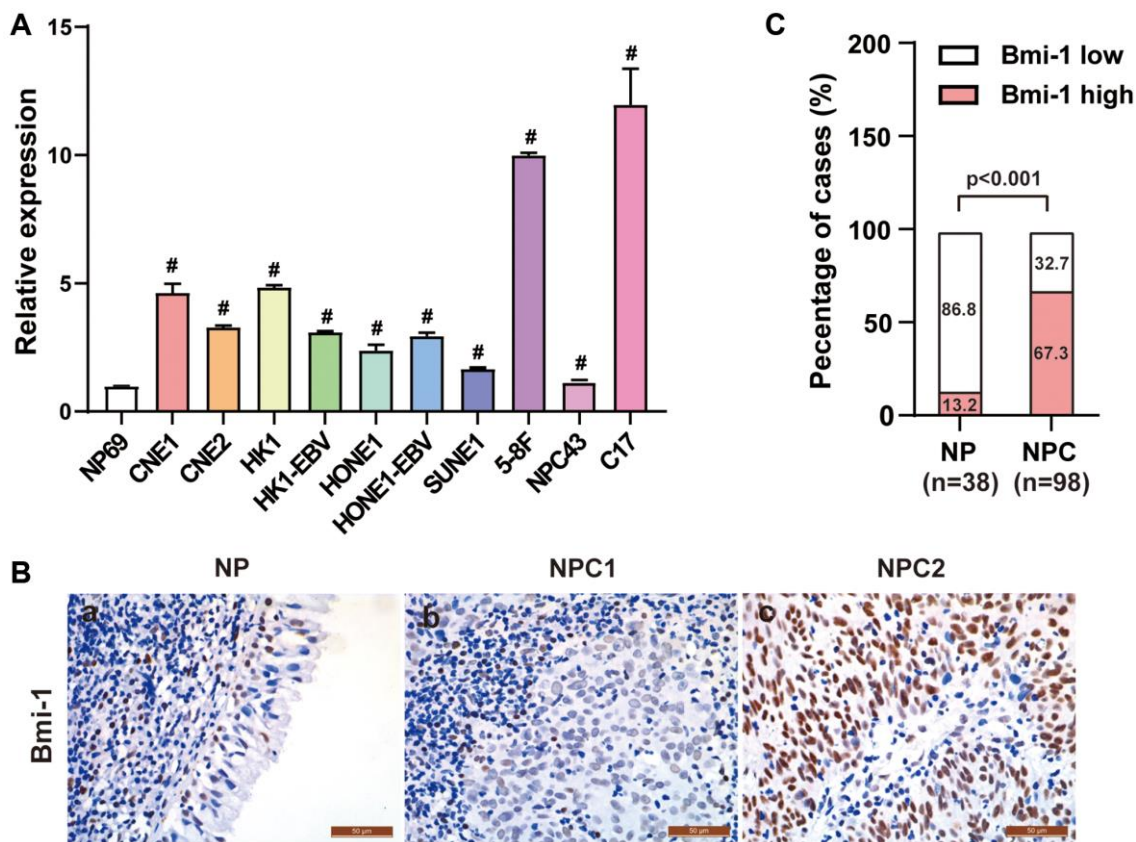 A
15
10
5
0
Relative expression
# # # # # # # # # #
NP69 CNE1 CNE2 HK1 HK1-EBV HONE1 HONE1-EBV SUNE1 5-8F NPC43 C17
C
200
150
100
50
0
Pecentage of cases (%)
Bmi-1 low
Bmi-1 high
p<0.001
86.8
13.2
32.7
67.3
NP NPC
(n=38) (n=98)
B
NP NPC1 NPC2
Bmi-1
a b c
50 µm 50 µm 50 µm